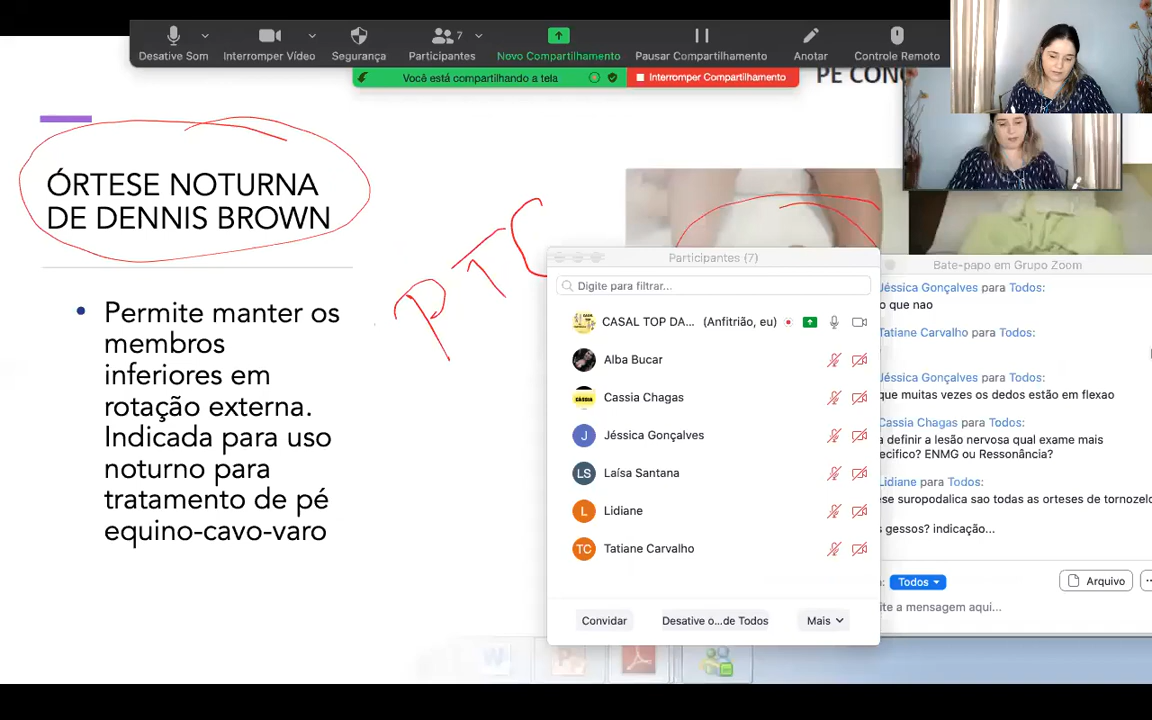 7
Desative Som
Interromper Vídeo
Segurança
Participantes
Novo Compartilhamento
Pausar Compartilhamento
Anotar
Controle Remoto
Você está compartilhando a tela
Interromper Compartilhamento
ÓRTESE NOTURNA
DE DENNIS BROWN
• Permite manter os
membros
inferiores em
rotação externa.
Indicada para uso
noturno para
tratamento de pé
equino-cavo-varo
PTC
Participantes (7)
Digite para filtrar...
CASAL TOP DA... (Anfitrião, eu)
Alba Bucar
CÁSSIA
Cassia Chagas
J
Jéssica Gonçalves
LS
Laísa Santana
L
Lidiane
TC
Tatiane Carvalho
Convidar
Desative o...de Todos
Mais
Bate-papo em Grupo Zoom
Jéssica Gonçalves para Todos:
o que nao
Tatiane Carvalho para Todos:
Jéssica Gonçalves para Todos:
que muitas vezes os dedos estão em flexao
Cassia Chagas para Todos:
a definir a lesão nervosa qual exame mais
ecifico? ENMG ou Ressonância?
Lidiane para Todos:
se suropodalica sao todas as orteses de tornozelo
s gessos? indicação...
Todos
Arquivo
ite a mensagem aqui...